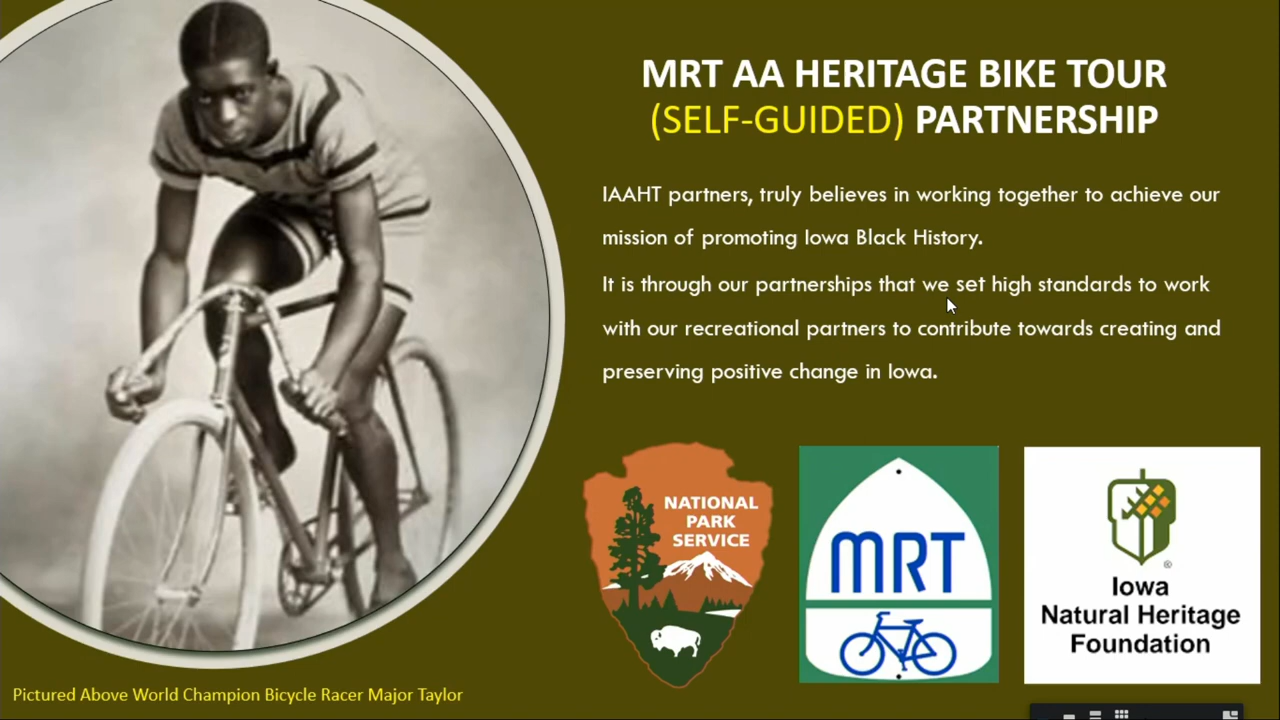 MRT AA HERITAGE BIKE TOUR
(SELF-GUIDED) PARTNERSHIP
IAAHT partners, truly believes in working together to achieve our
mission of promoting Iowa Black History.
It is through our partnerships that we set high standards to work
with our recreational partners to contribute towards creating and
preserving positive change in Iowa.
NATIONAL
PARK
SERVICE
MRT
®
Iowa
Natural Heritage
Foundation
Pictured Above World Champion Bicycle Racer Major Taylor